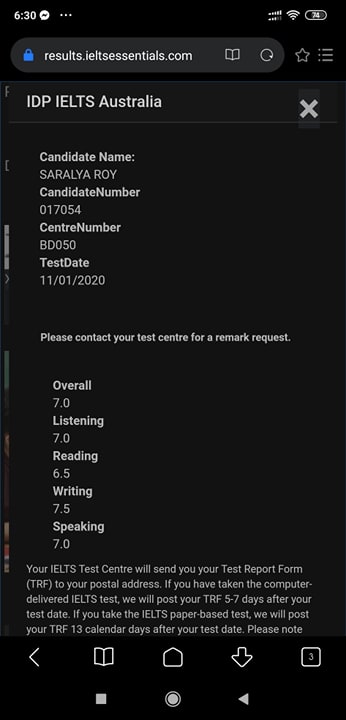 6:30
74
results.ieltsessentials.com
IDP IELTS Australia
Candidate Name:
SARALYA ROY
CandidateNumber
017054
CentreNumber
BD050
TestDate
11/01/2020
Please contact your test centre for a remark request.
Overall
7.0
Listening
7.0
Reading
6.5
Writing
7.5
Speaking
7.0
Your IELTS Test Centre will send you your Test Report Form
(TRF) to your postal address. If you have taken the computer-
delivered IELTS test, we will post your TRF 5-7 days after your
test date. If you take the IELTS paper-based test, we will post
your TRF 13 calendar days after your test date. Please note
3